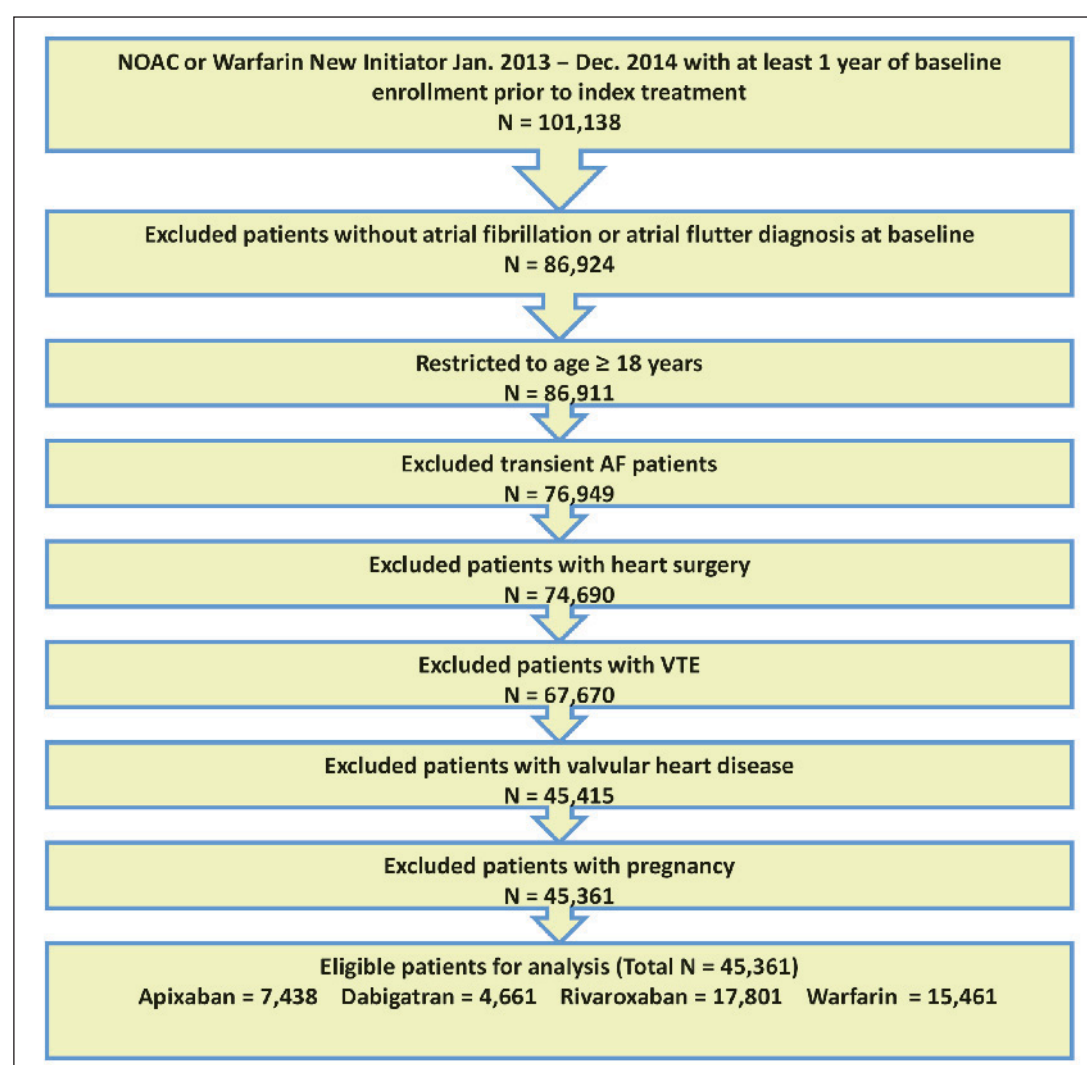 NOAC or Warfarin New Initiator Jan. 2013 – Dec. 2014 with at least 1 year of baseline
enrollment prior to index treatment
N = 101,138
Excluded patients without atrial fibrillation or atrial flutter diagnosis at baseline
N = 86,924
Restricted to age ≥ 18 years
N = 86,911
Excluded transient AF patients
N = 76,949
Excluded patients with heart surgery
N = 74,690
Excluded patients with VTE
N = 67,670
Excluded patients with valvular heart disease
N = 45,415
Excluded patients with pregnancy
N = 45,361
Eligible patients for analysis (Total N = 45,361)
Apixaban = 7,438 Dabigatran = 4,661 Rivaroxaban = 17,801 Warfarin = 15,461